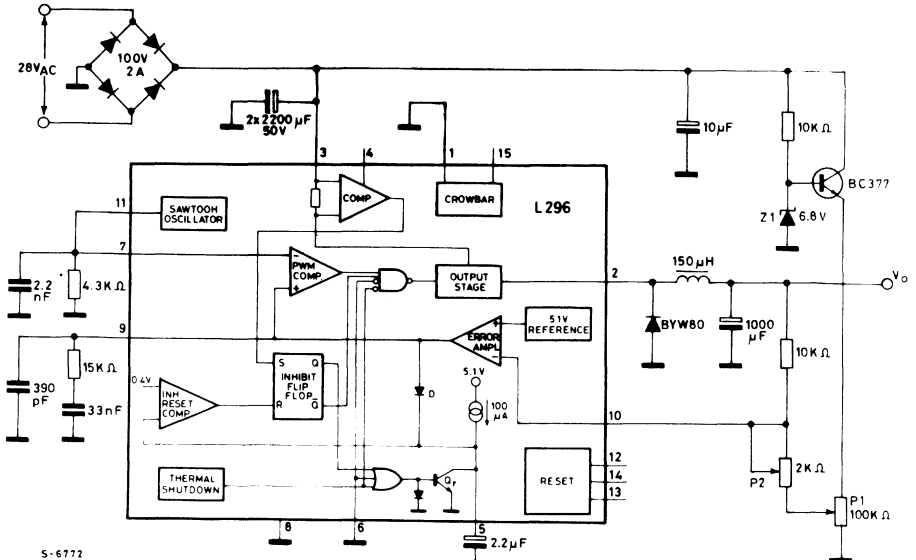 28VAC
100V
2A
2x2200µF
50V
10µF
10KΩ
BC377
Z1
6.8V
3
4
1
15
COMP.
CROWBAR
L296
11
SAWTOOH
OSCILLATOR
7
2.2
nF
4.3KΩ
-
PWM
COMP.
+
OUTPUT
STAGE
2
150µH
Vo
BYW80
1000
µF
10KΩ
9
+
ERROR
AMPL
-
5.1V
REFERENCE
390
pF
15KΩ
33nF
0.4V
INH
RESET
COMP.
S Q
INHIBIT
FLIP
FLOP
R Q̅
D
5.1V
100
µA
10
THERMAL
SHUTDOWN
Qr
RESET
12
14
13
P2
2KΩ
P1
100KΩ
8
6
5
2.2µF
S-6772